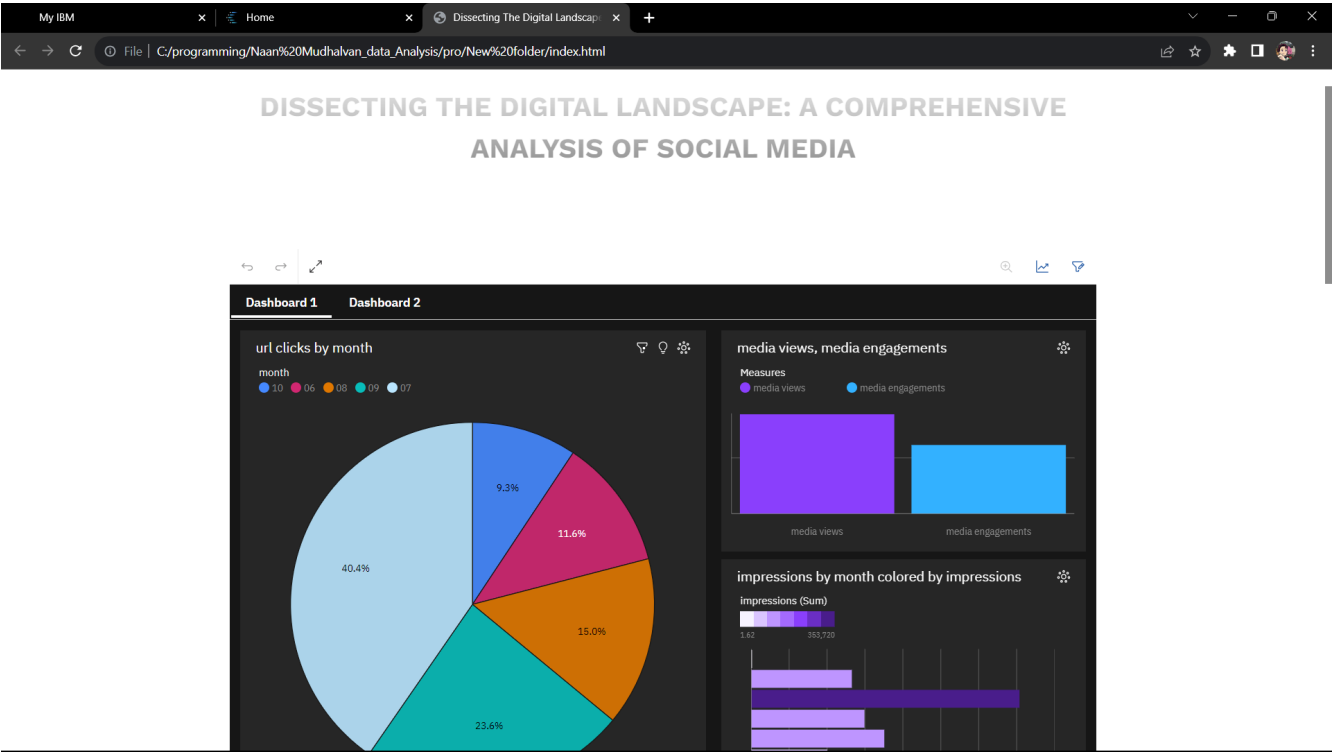 My IBM
Home
Dissecting The Digital Landscap
File C:/programming/Naan%20Mudhalvan_data_Analysis/pro/New%20folder/index.html
DISSECTING THE DIGITAL LANDSCAPE: A COMPREHENSIVE
ANALYSIS OF SOCIAL MEDIA
Dashboard 1 Dashboard 2
url clicks by month
month
10 06 08 09 07
9.3%
11.6%
15.0%
23.6%
40.4%
media views, media engagements
Measures
media views media engagements
media views media engagements
impressions by month colored by impressions
impressions (Sum)
1.62 353,720